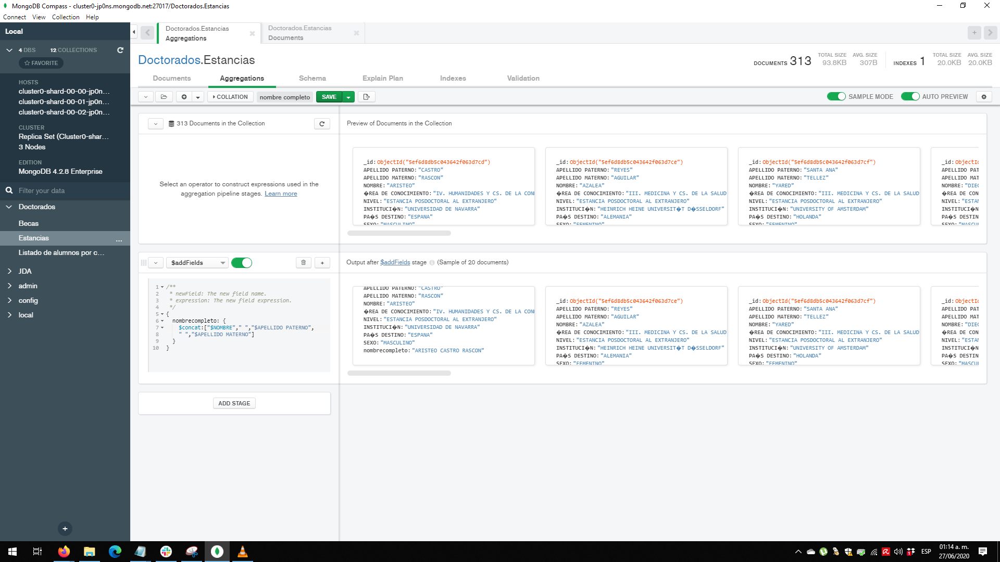 MongoDB Compass - cluster0-jp0ns.mongodb.net:27017/Doctorados.Estancias
Connect View Collection Help
Local
4 DBS 12 COLLECTIONS
FAVORITE
HOSTS
cluster0-shard-00-00-jp0n...
cluster0-shard-00-01-jp0n...
cluster0-shard-00-02-jp0n...
CLUSTER
Replica Set (Cluster0-shar...
3 Nodes
EDITION
MongoDB 4.2.8 Enterprise
Filter your data
Doctorados
Becas
Estancias ...
Listado de alumnos por c...
JDA
admin
config
local
Doctorados.Estancias
Aggregations
Doctorados.Estancias
Documents
Doctorados.Estancias
DOCUMENTS 313 TOTAL SIZE 93.8KB AVG. SIZE 307B INDEXES 1 TOTAL SIZE 20.0KB AVG. SIZE 20.0KB
Documents Aggregations Schema Explain Plan Indexes Validation
COLLATION nombre completo SAVE SAMPLE MODE AUTO PREVIEW
313 Documents in the Collection
Preview of Documents in the Collection
Select an operator to construct expressions used in the
aggregation pipeline stages. Learn more
_id:ObjectId("5ef6d8db5c043642f063d7cd")
APELLIDO PATERNO:"CASTRO"
APELLIDO MATERNO:"RASCON"
NOMBRE:"ARISTEO"
�REA DE CONOCIMIENTO:"IV. HUMANIDADES Y CS. DE LA CON
NIVEL:"ESTANCIA POSDOCTORAL AL EXTRANJERO"
INSTITUCI�N:"UNIVERSIDAD DE NAVARRA"
PA�S DESTINO:"ESPANA"
SEXO:"MASCULINO"
_id:ObjectId("5ef6d8db5c043642f063d7ce")
APELLIDO PATERNO:"REYES"
APELLIDO MATERNO:"AGUILAR"
NOMBRE:"AZALEA"
�REA DE CONOCIMIENTO:"III. MEDICINA Y CS. DE LA SALUD
NIVEL:"ESTANCIA POSDOCTORAL AL EXTRANJERO"
INSTITUCI�N:"HEINRICH HEINE UNIVERSIT�T D�SSELDORF"
PA�S DESTINO:"ALEMANIA"
SEXO:"FEMENINO"
_id:ObjectId("5ef6d8db5c043642f063d7cf")
APELLIDO PATERNO:"SANTA ANA"
APELLIDO MATERNO:"TELLEZ"
NOMBRE:"YARED"
�REA DE CONOCIMIENTO:"III. MEDICINA Y CS. DE LA SALUD
NIVEL:"ESTANCIA POSDOCTORAL AL EXTRANJERO"
INSTITUCI�N:"UNIVERSITY OF AMSTERDAM"
PA�S DESTINO:"HOLANDA"
SEXO:"FEMENINO"
_id:ObjectId
APELLIDO PAT
APELLIDO MAT
NOMBRE:"DIEG
�REA DE CON
NIVEL:"ESTAN
INSTITUCI�N
PA�S DESTIN
SEXO:"MASCUL
$addFields
Output after $addFields stage (Sample of 20 documents)
1 /**
2 * newField: The new field name.
3 * expression: The new field expression.
4 */
5 {
6 nombrecompleto: {
7 $concat:["$NOMBRE"," ","$APELLIDO PATERNO",
8 " ","$APELLIDO MATERNO"]
9 }
10 }
APELLIDO PATERNO:"CASTRO"
APELLIDO MATERNO:"RASCON"
NOMBRE:"ARISTEO"
�REA DE CONOCIMIENTO:"IV. HUMANIDADES Y CS. DE LA CON
NIVEL:"ESTANCIA POSDOCTORAL AL EXTRANJERO"
INSTITUCI�N:"UNIVERSIDAD DE NAVARRA"
PA�S DESTINO:"ESPANA"
SEXO:"MASCULINO"
nombrecompleto:"ARISTEO CASTRO RASCON"
_id:ObjectId("5ef6d8db5c043642f063d7ce")
APELLIDO PATERNO:"REYES"
APELLIDO MATERNO:"AGUILAR"
NOMBRE:"AZALEA"
�REA DE CONOCIMIENTO:"III. MEDICINA Y CS. DE LA SALUD
NIVEL:"ESTANCIA POSDOCTORAL AL EXTRANJERO"
INSTITUCI�N:"HEINRICH HEINE UNIVERSIT�T D�SSELDORF"
PA�S DESTINO:"ALEMANIA"
SEXO:"FEMENINO"
_id:ObjectId("5ef6d8db5c043642f063d7cf")
APELLIDO PATERNO:"SANTA ANA"
APELLIDO MATERNO:"TELLEZ"
NOMBRE:"YARED"
�REA DE CONOCIMIENTO:"III. MEDICINA Y CS. DE LA SALUD
NIVEL:"ESTANCIA POSDOCTORAL AL EXTRANJERO"
INSTITUCI�N:"UNIVERSITY OF AMSTERDAM"
PA�S DESTINO:"HOLANDA"
SEXO:"FEMENINO"
_id:ObjectId
APELLIDO PAT
APELLIDO MAT
NOMBRE:"DIEG
�REA DE CON
NIVEL:"ESTAN
INSTITUCI�N
PA�S DESTIN
SEXO:"MASCUL
ADD STAGE
ESP
01:14 a. m.
27/06/2020